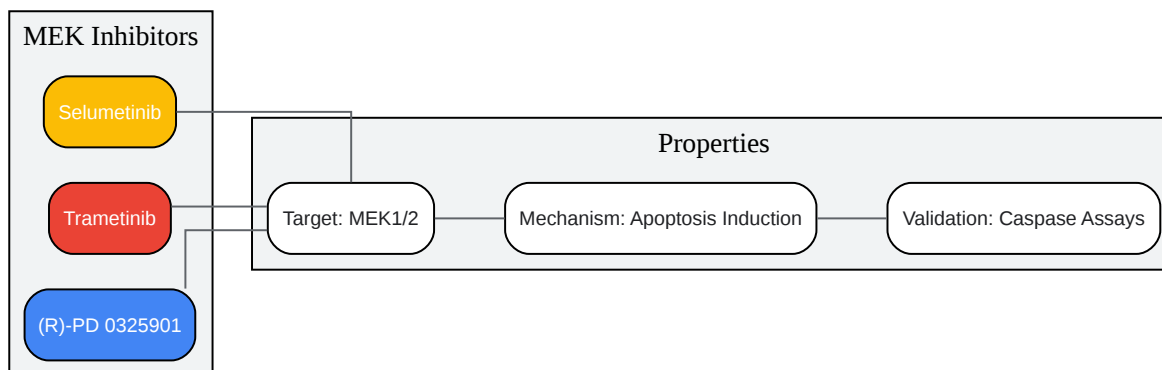 MEK Inhibitors
Selumetinib
Trametinib
(R)-PD 0325901
Properties
Target: MEK1/2
Mechanism: Apoptosis Induction
Validation: Caspase Assays